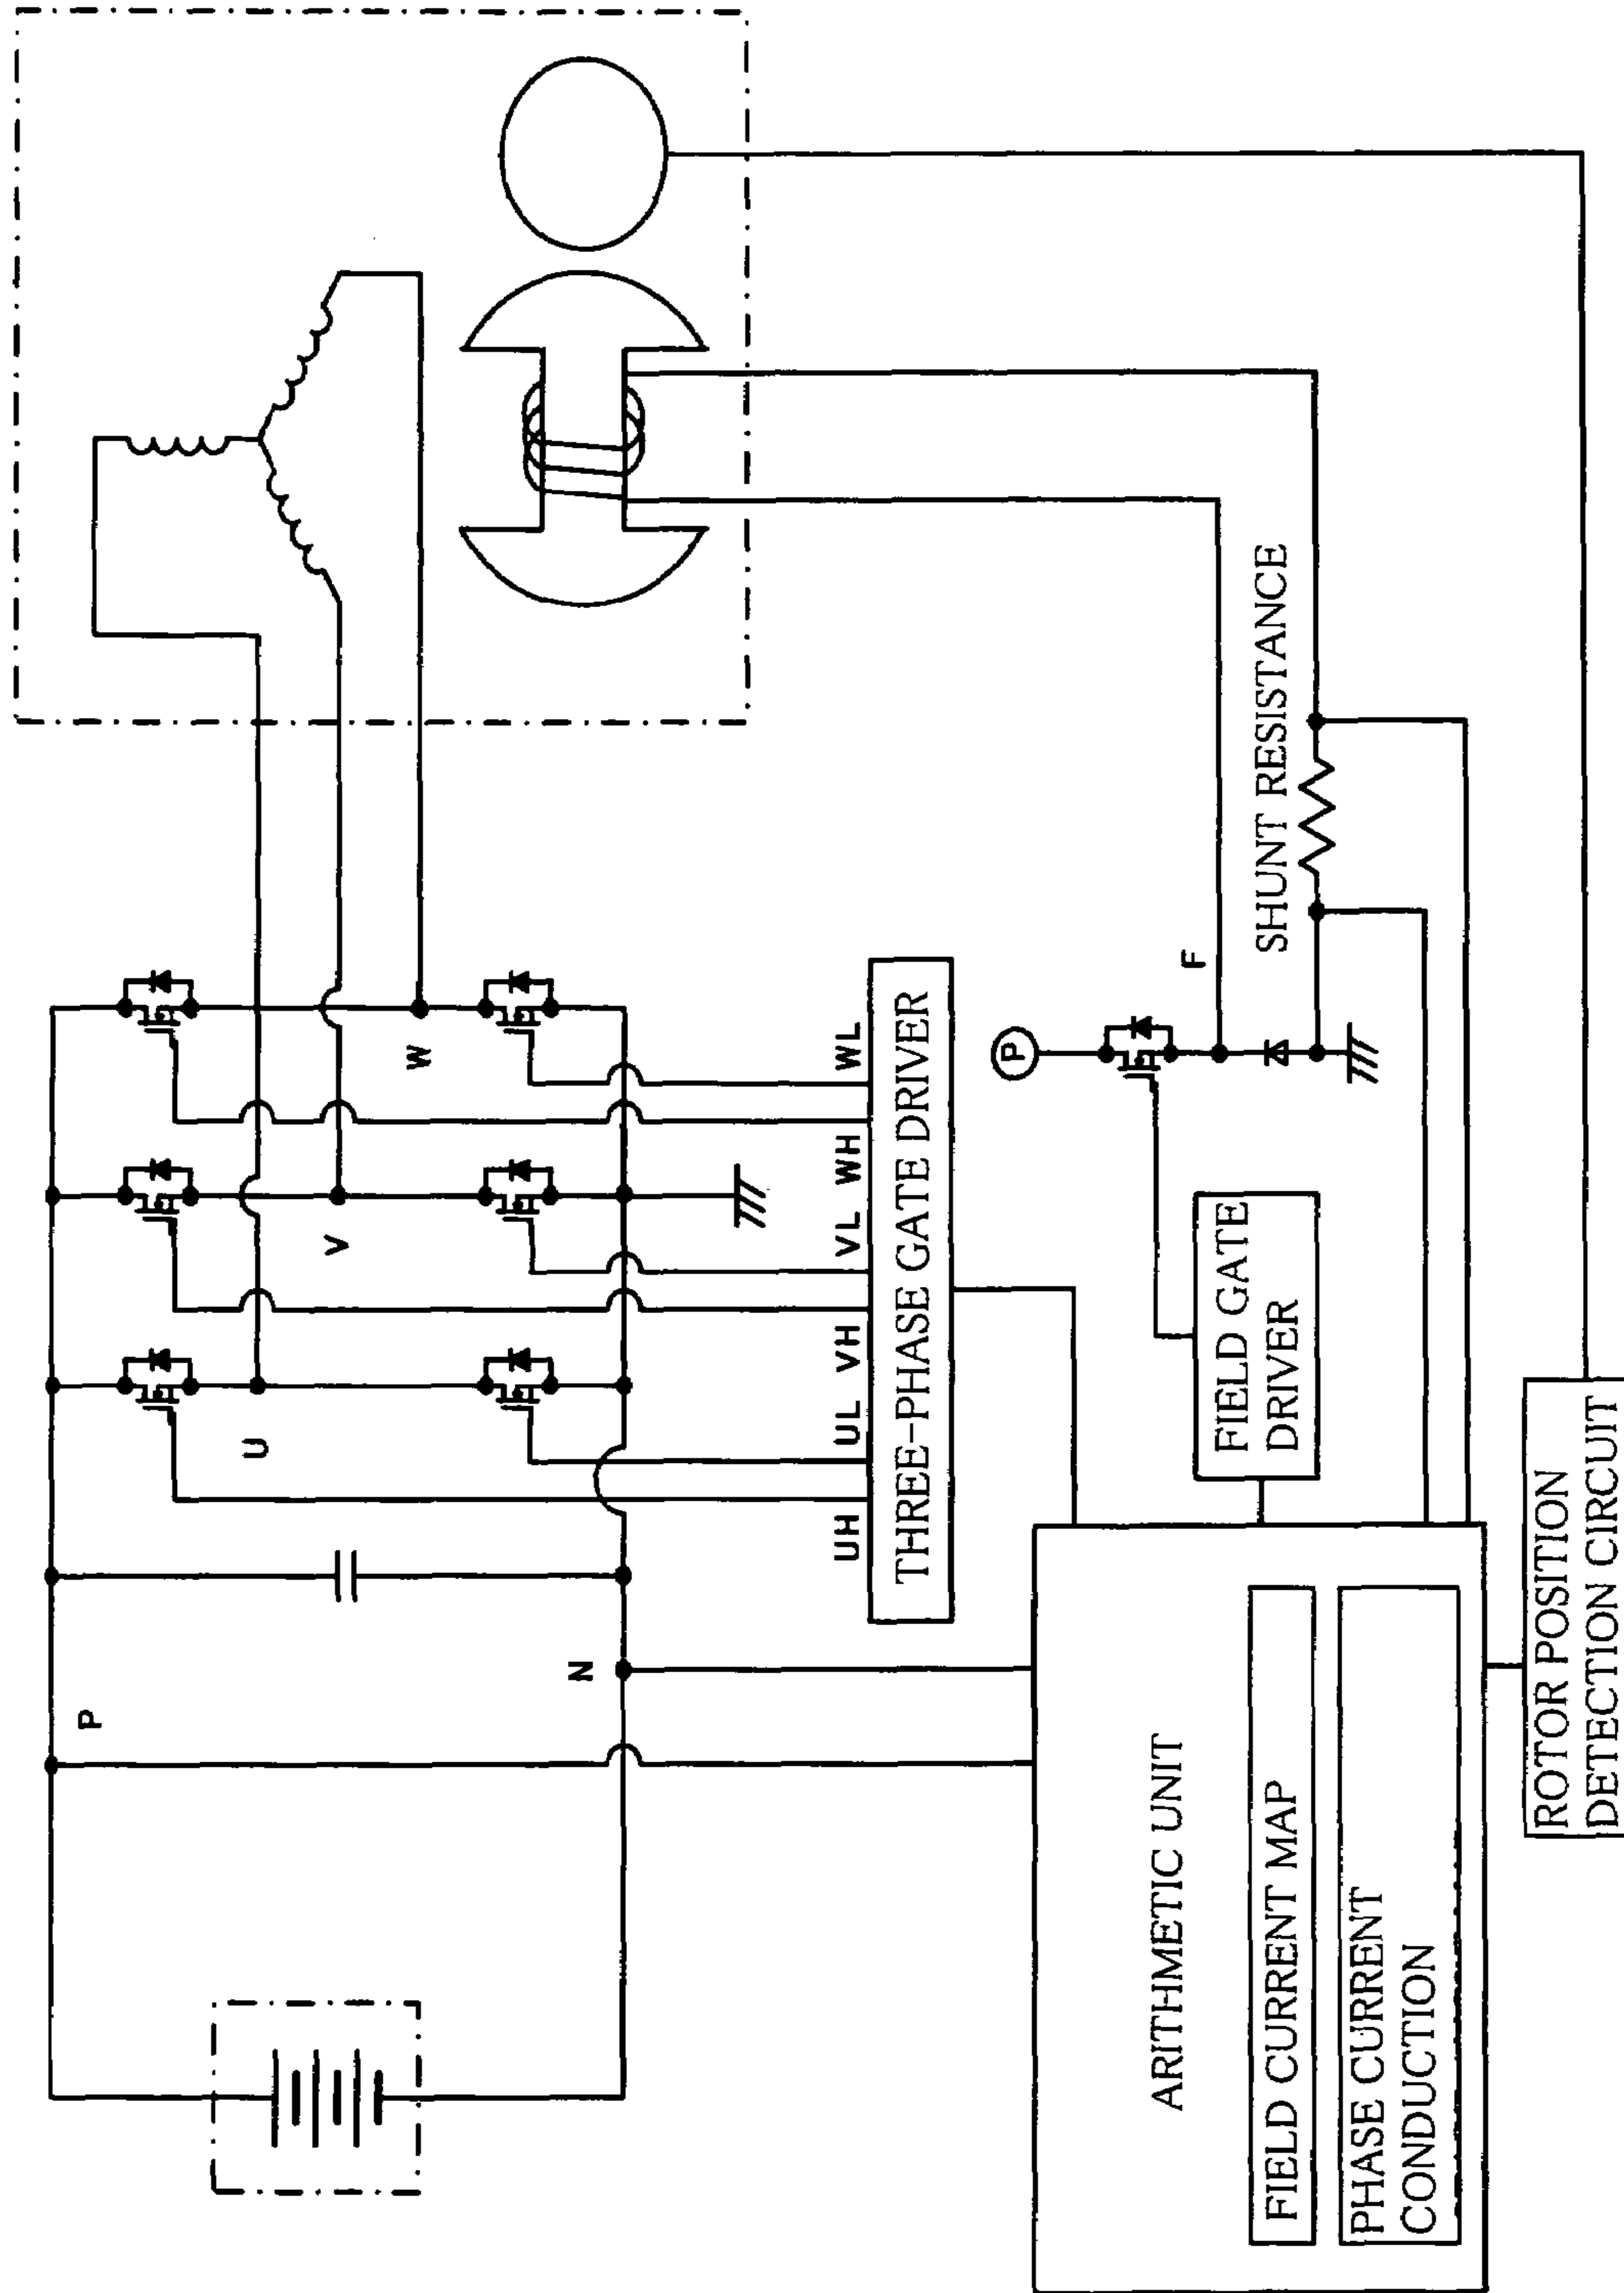 P
N
U
V
W
UH
UL
VH
VL
WH
WL
THREE-PHASE GATE DRIVER
P
F
SHUNT RESISTANCE
FIELD GATE
DRIVER
ARITHMETIC UNIT
FIELD CURRENT MAP
PHASE CURRENT
CONDUCTION
ROTOR POSITION
DETECTION CIRCUIT